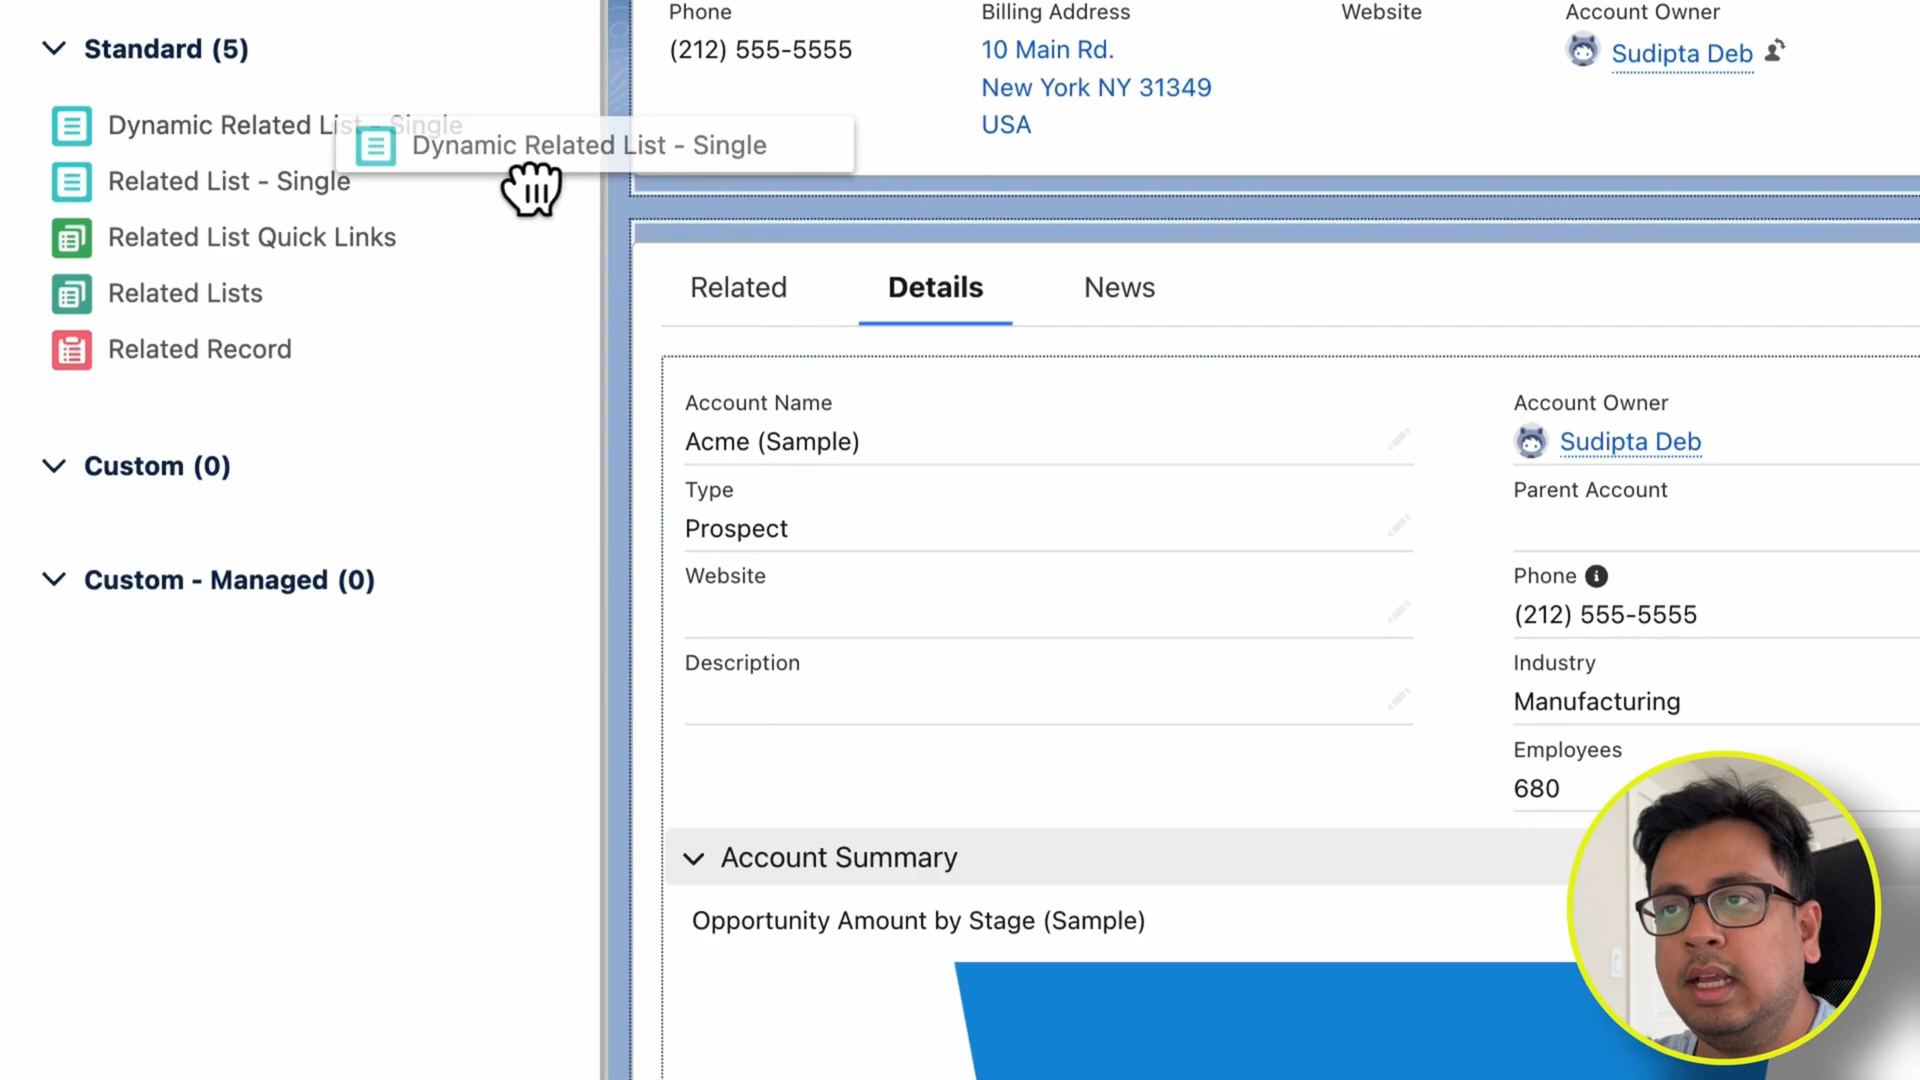 Standard (5)
Dynamic Related List - Single
Related List - Single
Related List Quick Links
Related Lists
Related Record
Custom (0)
Custom - Managed (0)
Dynamic Related List - Single
Phone
(212) 555-5555
Billing Address
10 Main Rd.
New York NY 31349
USA
Website
Account Owner
Sudipta Deb
Related
Details
News
Account Name
Acme (Sample)
Account Owner
Sudipta Deb
Type
Prospect
Parent Account
Website
Phone
(212) 555-5555
Description
Industry
Manufacturing
Employees
680
Account Summary
Opportunity Amount by Stage (Sample)